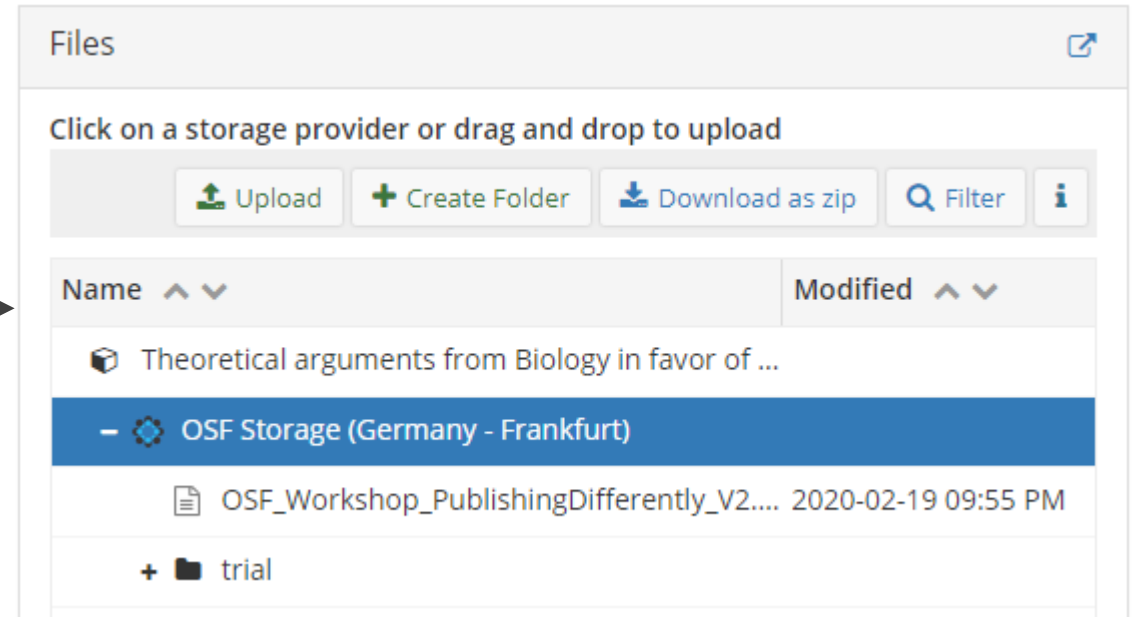 Files
Click on a storage provider or drag and drop to upload
Upload Create Folder Download as zip Filter i
Name Modified
Theoretical arguments from Biology in favor of ...
OSF Storage (Germany - Frankfurt)
OSF_Workshop_PublishingDifferently_V2.... 2020-02-19 09:55 PM
trial